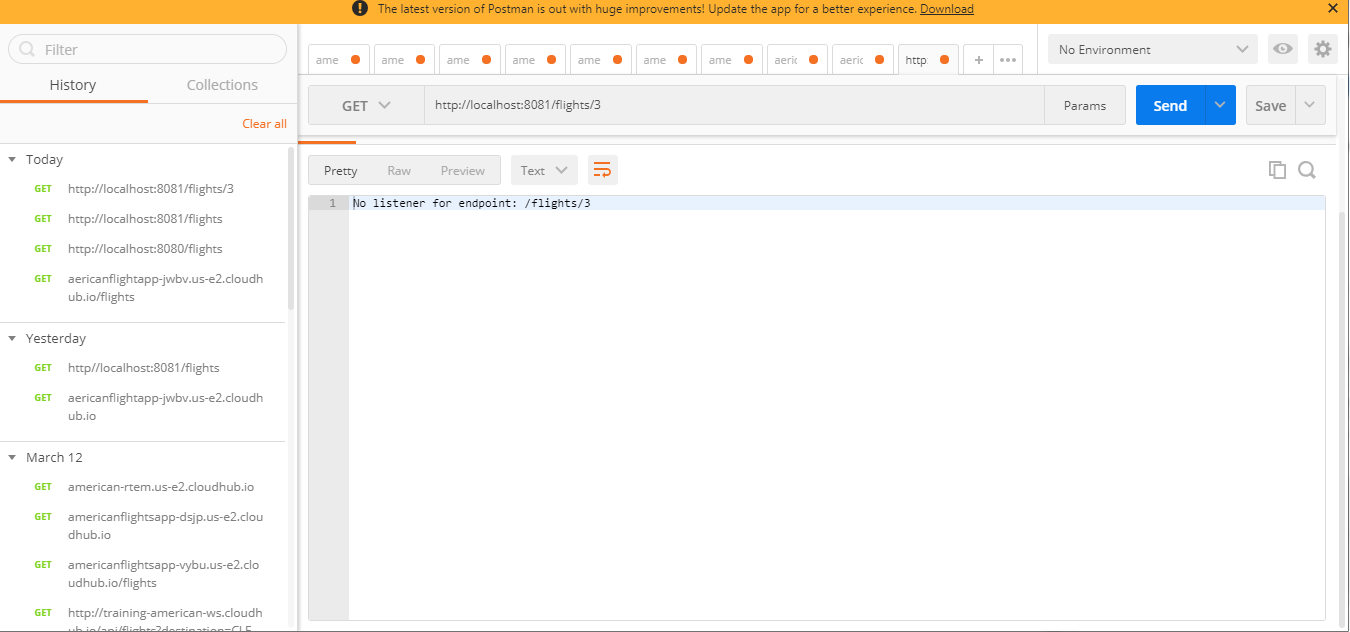 The latest version of Postman is out with huge improvements! Update the app for a better experience. Download
Filter
History Collections
Clear all
Today
GET http://localhost:8081/flights/3
GET http://localhost:8081/flights
GET http://localhost:8080/flights
GET aericanflightapp-jwbv.us-e2.cloudh
ub.io/flights
Yesterday
GET http//localhost:8081/flights
GET aericanflightapp-jwbv.us-e2.cloudh
ub.io
March 12
GET american-rtem.us-e2.cloudhub.io
GET americanflightsapp-dsjp.us-e2.clou
dhub.io
GET americanflightsapp-vybu.us-e2.clo
udhub.io/flights
GET http://training-american-ws.cloudh
ub.io/api/flights?destination=CLE
ame ame ame ame ame ame ame aeric aeric http:
No Environment
GET http://localhost:8081/flights/3 Params Send Save
Pretty Raw Preview Text
1 No listener for endpoint: /flights/3